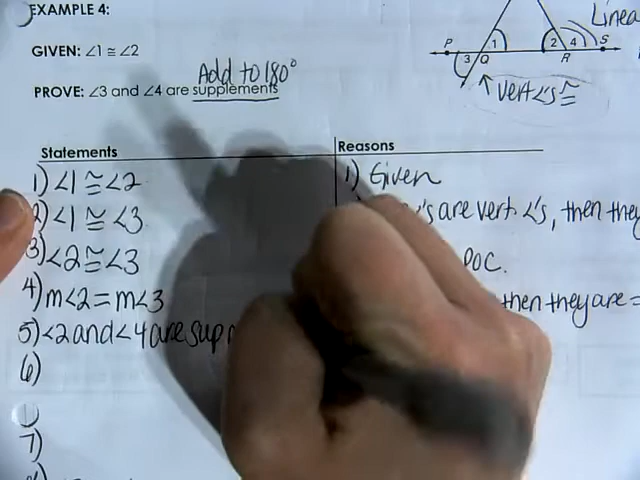 EXAMPLE 4:
GIVEN: ∠1 ≅ ∠2
Add to 180°
PROVE: ∠3 and ∠4 are supplements
Linea
P 3 Q 1 2 R 4 S
vert ∠'s ≅
Statements Reasons
1) ∠1 ≅ ∠2 1) Given
2) ∠1 ≅ ∠3 ∠'s are vert ∠'s, then they
3) ∠2 ≅ ∠3 POC.
4) m∠2 = m∠3 then they are =
5) ∠2 and ∠4 are supp
6)
7)